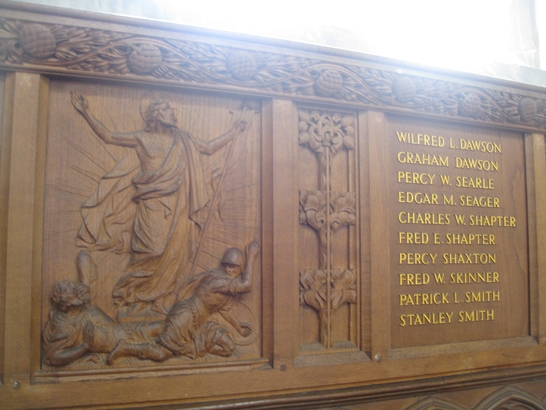 WILFRED L. DAWSON
GRAHAM DAWSON
PERCY W. SEARLE
EDGAR M. SEAGER
CHARLES W. SHAPTER
FRED E. SHAPTER
PERCY SHAXTON
FRED W. SKINNER
PATRICK L. SMITH
STANLEY SMITH